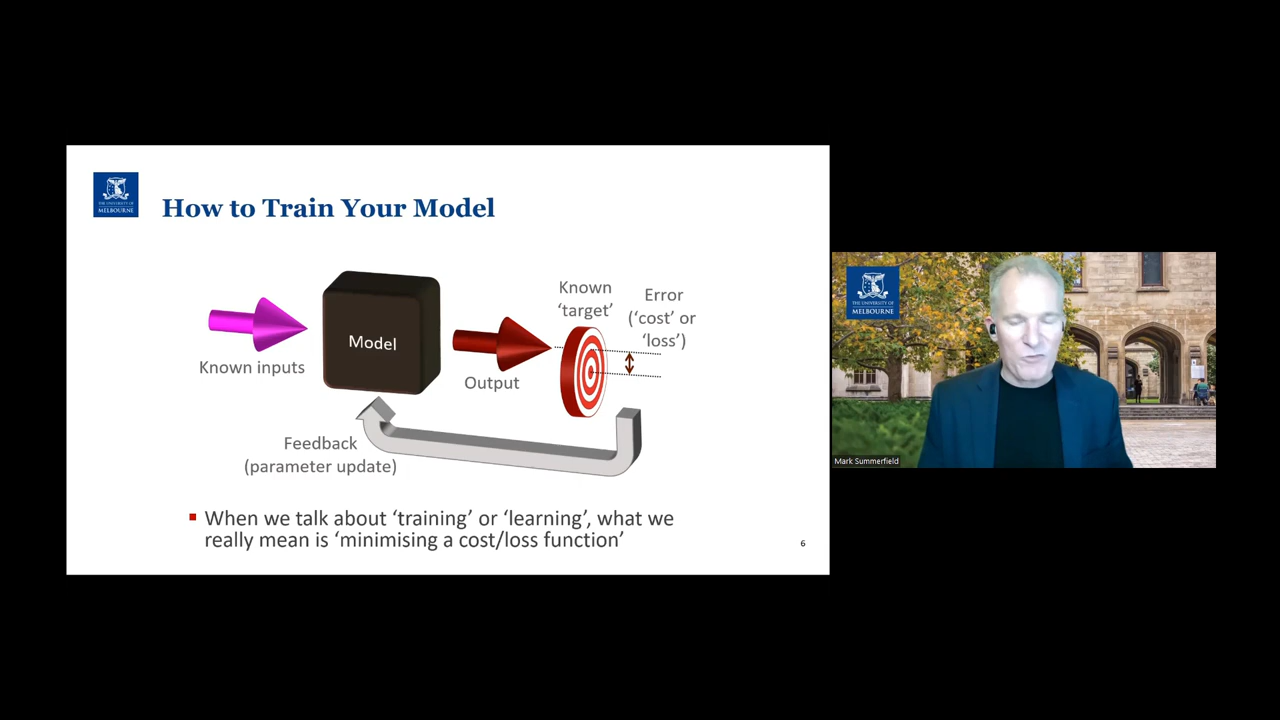 THE UNIVERSITY OF
MELBOURNE
How to Train Your Model
Known inputs
Model
Output
Known
‘target’
Error
(‘cost’ or
‘loss’)
Feedback
(parameter update)
When we talk about ‘training’ or ‘learning’, what we
really mean is ‘minimising a cost/loss function’
6
THE UNIVERSITY OF
MELBOURNE
Mark Summerfield